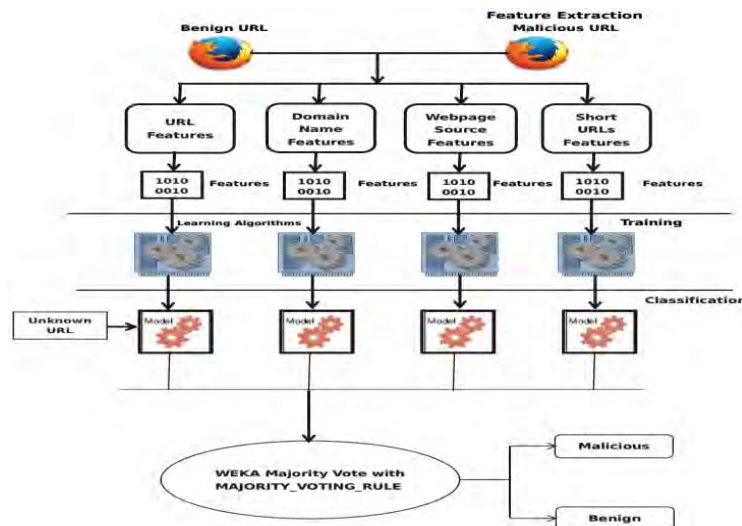 Feature Extraction
Benign URL
Malicious URL
URL
Features
Domain
Name
Features
Webpage
Source
Features
Short
URLs
Features
1010
0010
Features
1010
0010
Features
1010
0010
Features
1010
0010
Features
Learning Algorithms
Training
Classification
Unknown
URL
Model
Model
Model
Model
WEKA Majority Vote with
MAJORITY_VOTING_RULE
Malicious
Benign